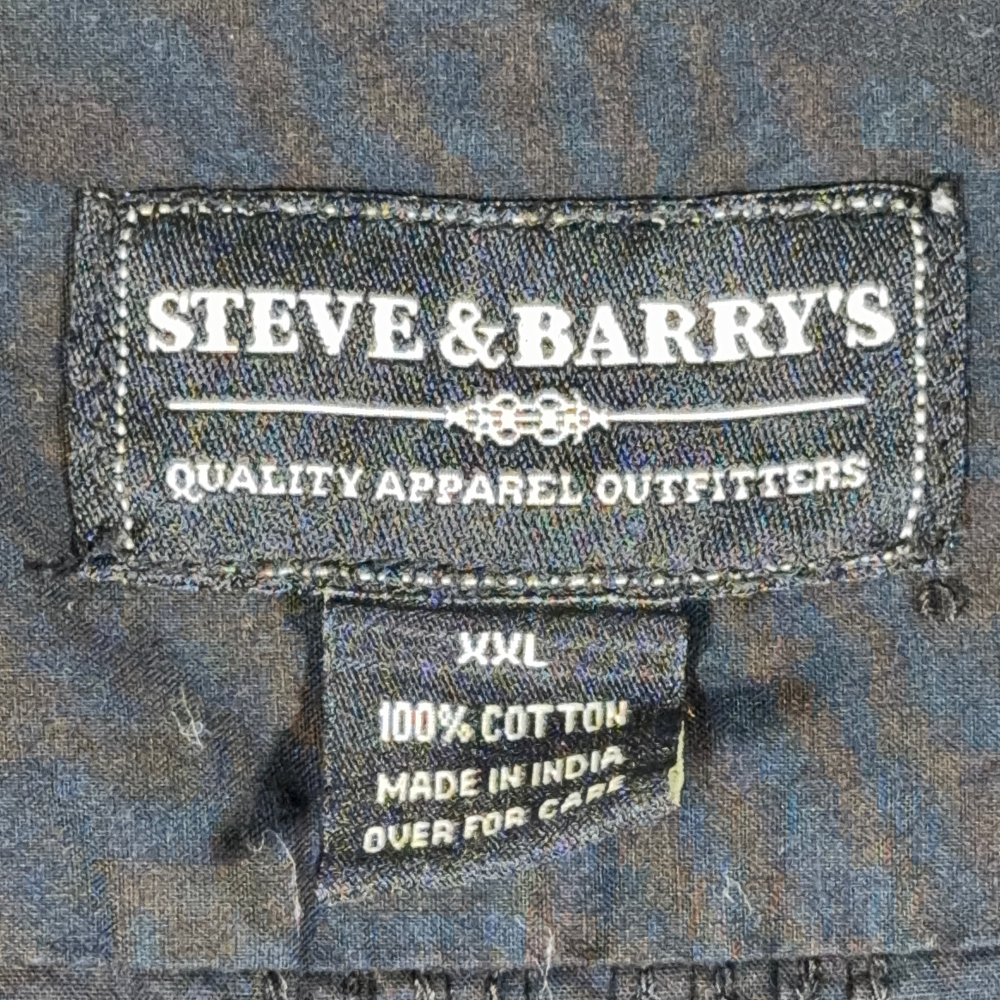 STEVE & BARRY'S
QUALITY APPAREL OUTFITTERS
XXL
100% COTTON
MADE IN INDIA
OVER FOR CARE